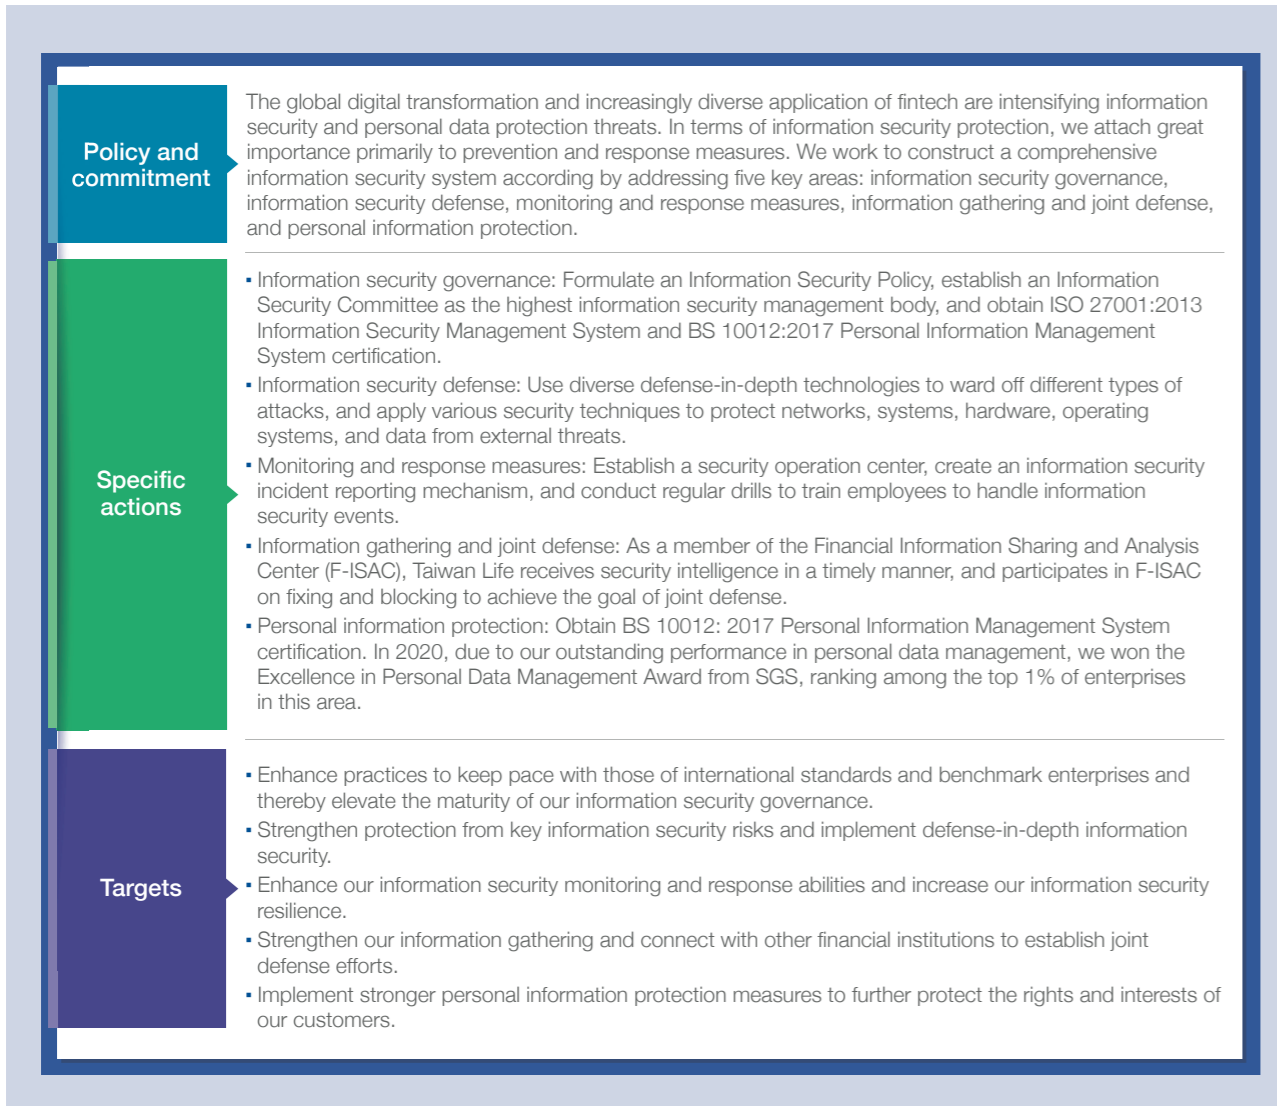 Policy and
commitment
The global digital transformation and increasingly diverse application of fintech are intensifying information
security and personal data protection threats. In terms of information security protection, we attach great
importance primarily to prevention and response measures. We work to construct a comprehensive
information security system according by addressing five key areas: information security governance,
information security defense, monitoring and response measures, information gathering and joint defense,
and personal information protection.
Specific
actions
▪ Information security governance: Formulate an Information Security Policy, establish an Information
Security Committee as the highest information security management body, and obtain ISO 27001:2013
Information Security Management System and BS 10012:2017 Personal Information Management
System certification.
▪ Information security defense: Use diverse defense-in-depth technologies to ward off different types of
attacks, and apply various security techniques to protect networks, systems, hardware, operating
systems, and data from external threats.
▪ Monitoring and response measures: Establish a security operation center, create an information security
incident reporting mechanism, and conduct regular drills to train employees to handle information
security events.
▪ Information gathering and joint defense: As a member of the Financial Information Sharing and Analysis
Center (F-ISAC), Taiwan Life receives security intelligence in a timely manner, and participates in F-ISAC
on fixing and blocking to achieve the goal of joint defense.
▪ Personal information protection: Obtain BS 10012: 2017 Personal Information Management System
certification. In 2020, due to our outstanding performance in personal data management, we won the
Excellence in Personal Data Management Award from SGS, ranking among the top 1% of enterprises
in this area.
Targets
▪ Enhance practices to keep pace with those of international standards and benchmark enterprises and
thereby elevate the maturity of our information security governance.
▪ Strengthen protection from key information security risks and implement defense-in-depth information
security.
▪ Enhance our information security monitoring and response abilities and increase our information security
resilience.
▪ Strengthen our information gathering and connect with other financial institutions to establish joint
defense efforts.
▪ Implement stronger personal information protection measures to further protect the rights and interests of
our customers.